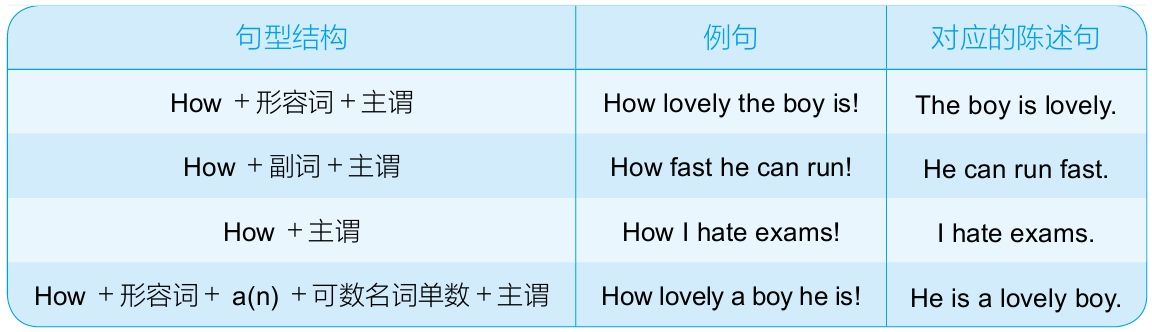 句型结构 例句 对应的陈述句
How +形容词+主谓 How lovely the boy is! The boy is lovely.
How +副词+主谓 How fast he can run! He can run fast.
How +主谓 How I hate exams! I hate exams.
How +形容词+ a(n) +可数名词单数+主谓 How lovely a boy he is! He is a lovely boy.